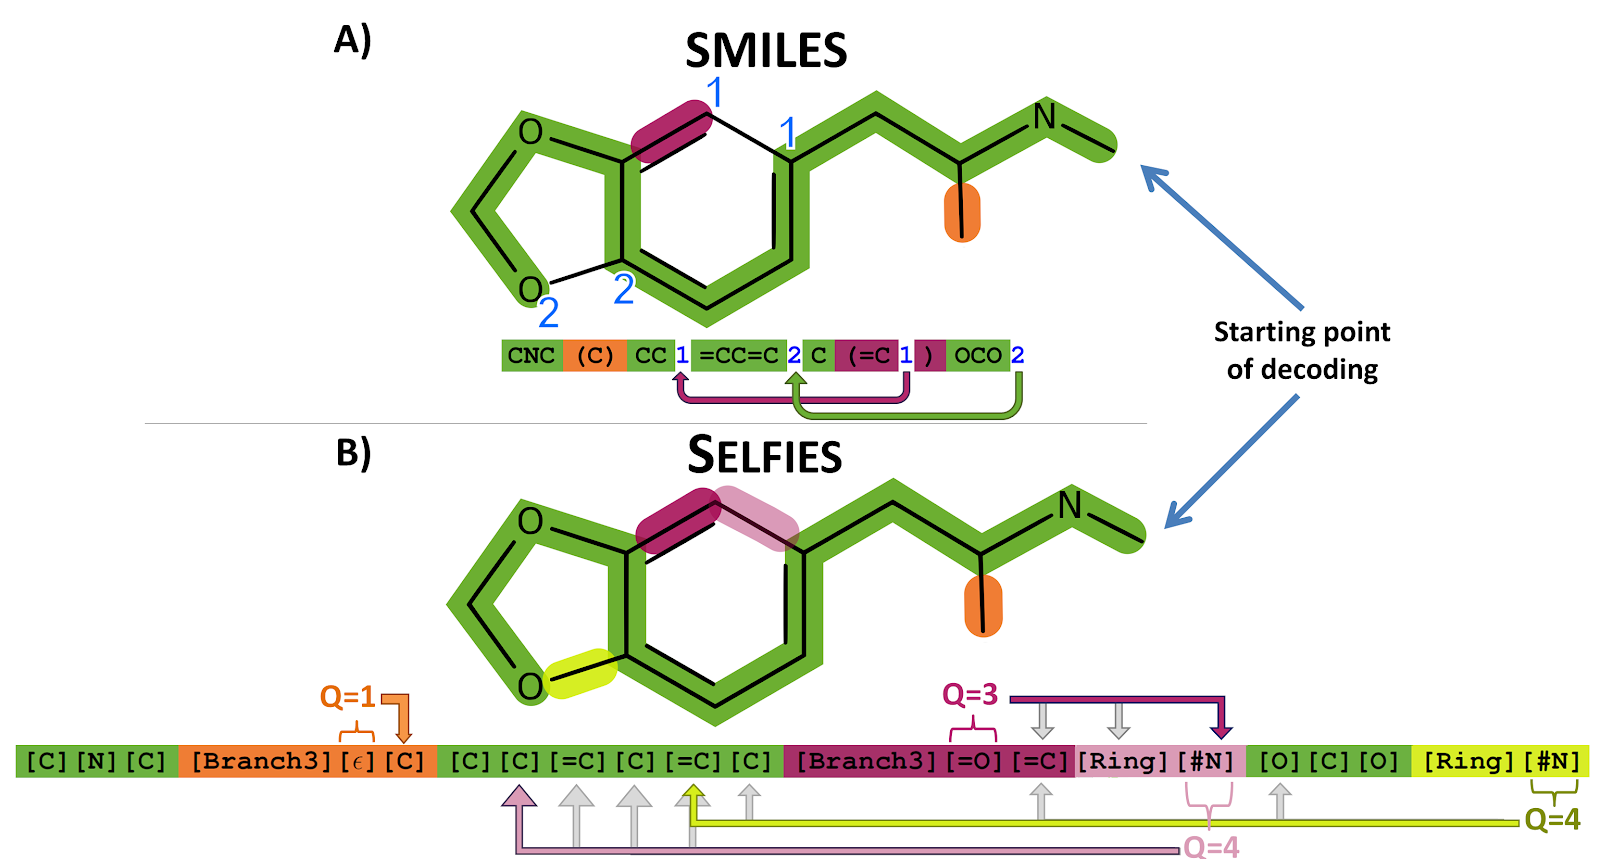 A)
SMILES
1
1
O
N
O
2
2
CNC (C) CC 1 =CC=C 2 C (=C 1 ) OCO 2
Starting point
of decoding
B)
SELFIES
O
N
O
Q=1
Q=3
[C][N][C] [Branch3][ϵ][C] [C][C][=C][C][=C][C] [Branch3][=O][=C] [Ring][#N] [O][C][O] [Ring][#N]
Q=4
Q=4